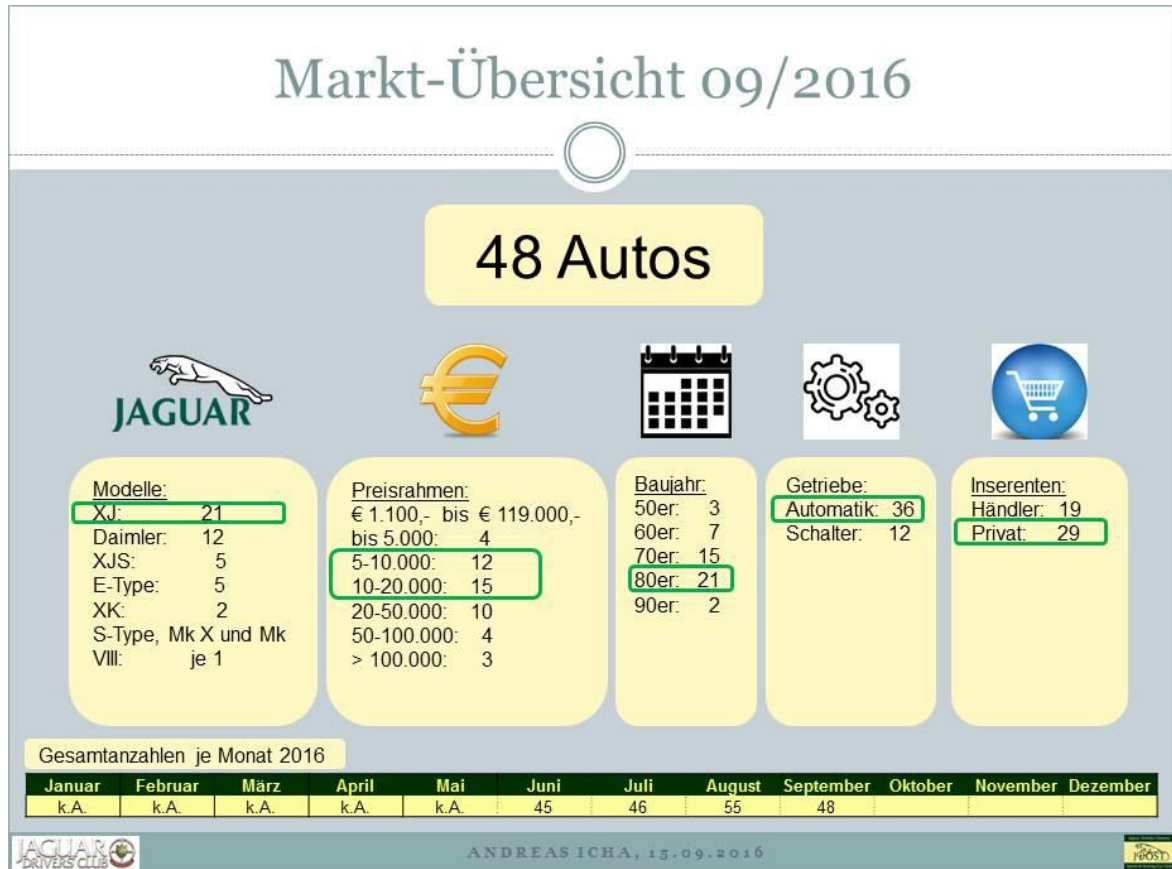 Markt-Übersicht 09/2016
48 Autos
JAGUAR
Modelle:
XJ: 21
Daimler: 12
XJS: 5
E-Type: 5
XK: 2
S-Type, Mk X und Mk
VIII: je 1
Preisrahmen:
€ 1.100,- bis € 119.000,-
bis 5.000: 4
5-10.000: 12
10-20.000: 15
20-50.000: 10
50-100.000: 4
> 100.000: 3
Baujahr:
50er: 3
60er: 7
70er: 15
80er: 21
90er: 2
Getriebe:
Automatik: 36
Schalter: 12
Inserenten:
Händler: 19
Privat: 29
Gesamtanzahlen je Monat 2016
Januar Februar März April Mai Juni Juli August September Oktober November Dezember
k.A. k.A. k.A. k.A. k.A. 45 46 55 48
JAGUAR
DRIVERS' CLUB
ANDREAS ICHA, 15.09.2016